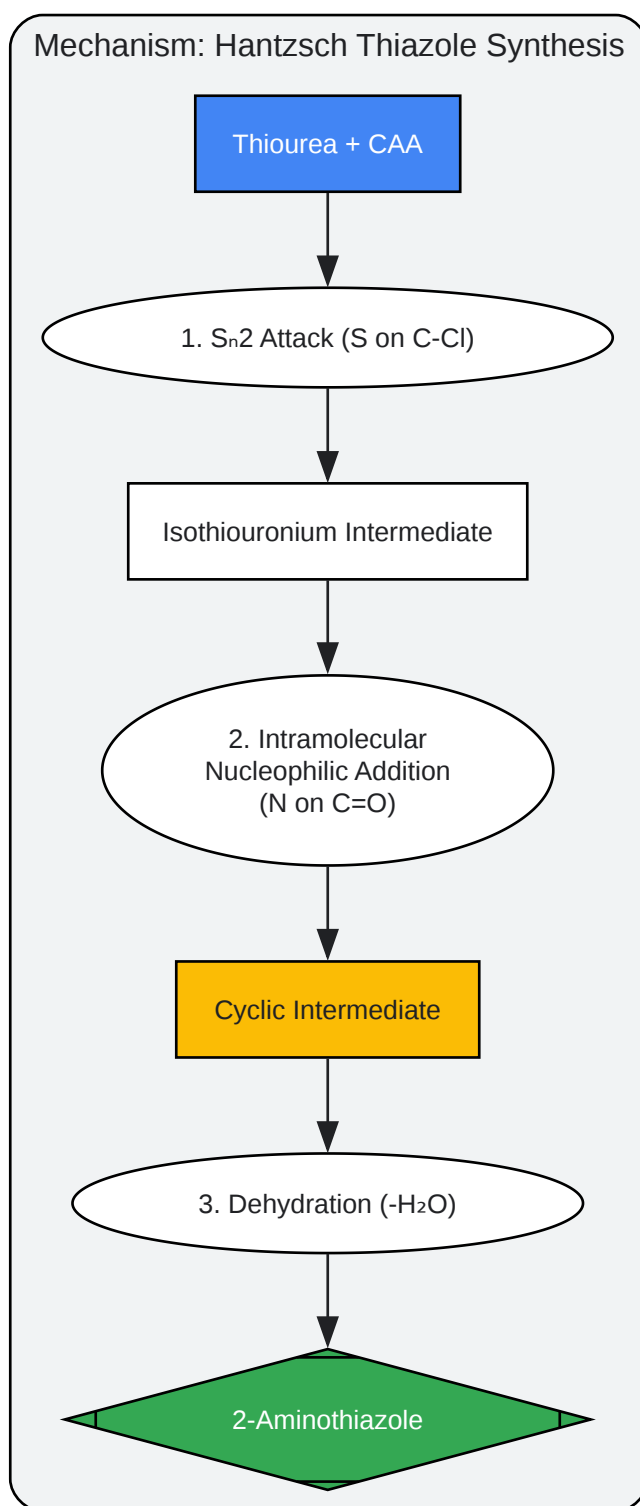 Mechanism: Hantzsch Thiazole Synthesis
Thiourea + CAA
1. Sₙ2 Attack (S on C-Cl)
Isothiouronium Intermediate
2. Intramolecular
Nucleophilic Addition
(N on C=O)
Cyclic Intermediate
3. Dehydration (-H₂O)
2-Aminothiazole